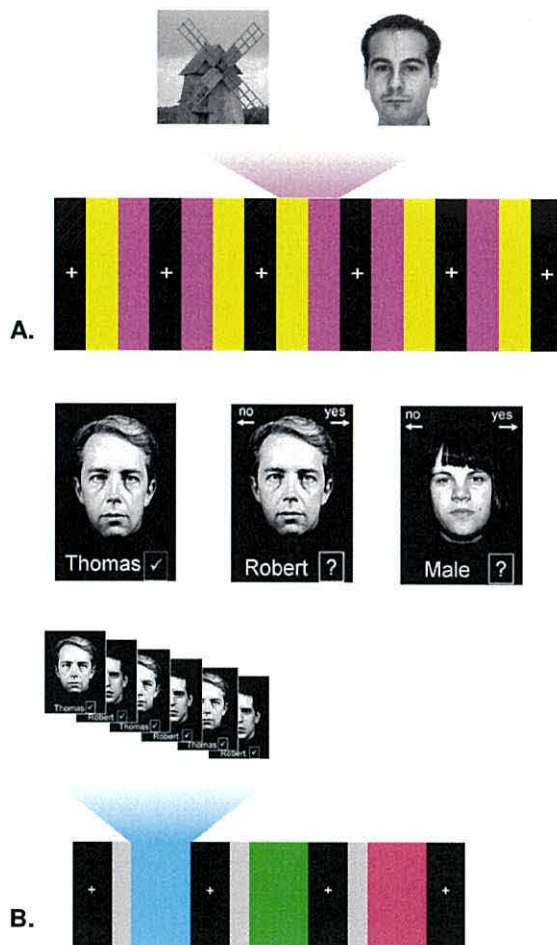 A.
no yes
no yes
Thomas ✓
Robert ?
Male ?
Thomas ✓
Robert ✓
Thomas ✓
Robert ✓
Thomas ✓
Robert ✓
B.